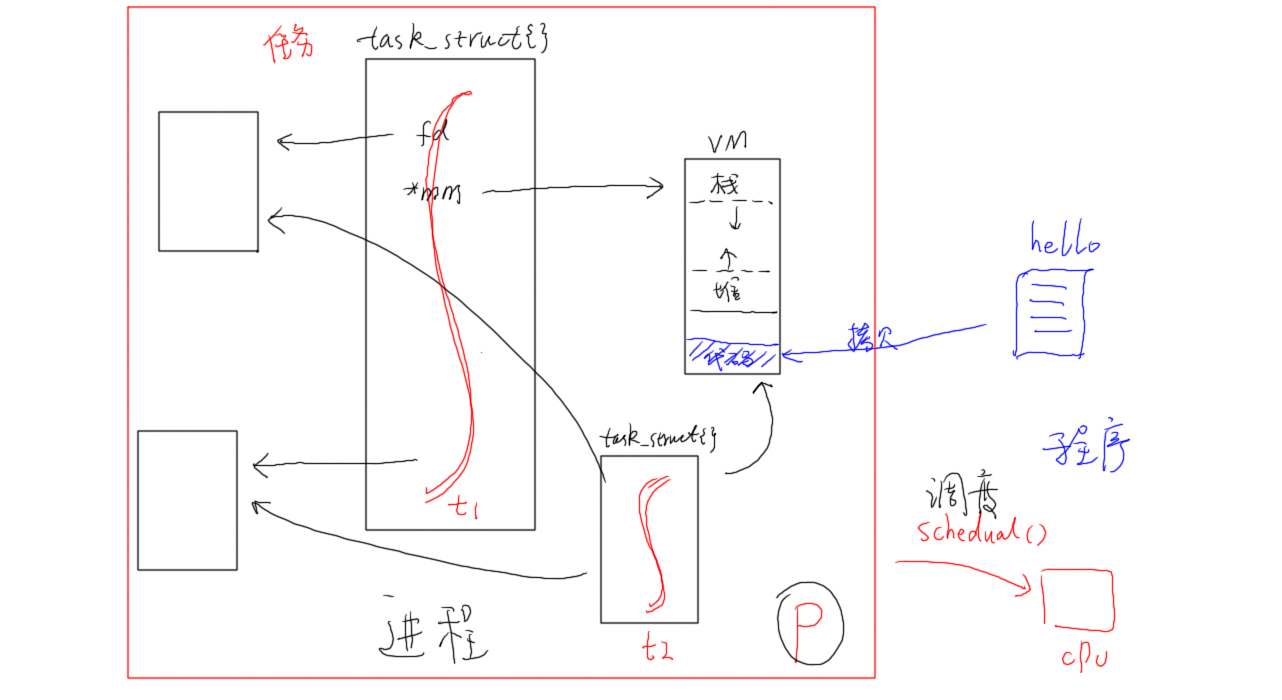 任务
task_struct{}
fd
*mm
t1
VM
栈
堆
代码
拷贝
hello
程序
task_struct{}
t2
进程
P
调度
schedual()
cpu